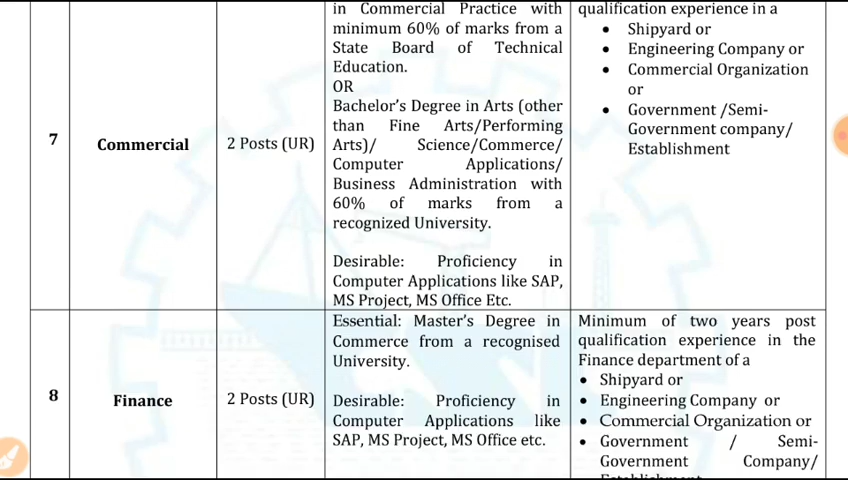 in Commercial Practice with
minimum 60% of marks from a
State Board of Technical
Education.
OR
Bachelor's Degree in Arts (other
than Fine Arts/Performing
Arts)/ Science/Commerce/
Computer Applications/
Business Administration with
60% of marks from a
recognized University.
Desirable: Proficiency in
Computer Applications like SAP,
MS Project, MS Office Etc.
qualification experience in a
• Shipyard or
• Engineering Company or
• Commercial Organization
or
• Government /Semi-
Government company/
Establishment
7
Commercial
2 Posts (UR)
8
Finance
2 Posts (UR)
Essential: Master's Degree in
Commerce from a recognised
University.
Desirable: Proficiency in
Computer Applications like
SAP, MS Project, MS Office etc.
Minimum of two years post
qualification experience in the
Finance department of a
• Shipyard or
• Engineering Company or
• Commercial Organization or
• Government / Semi-
Government Company/